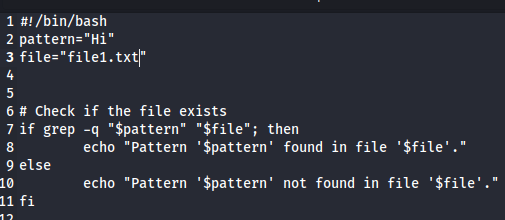 1 #!/bin/bash
2 pattern="Hi"
3 file="file1.txt"
4
5
6 # Check if the file exists
7 if grep -q "$pattern" "$file"; then
8         echo "Pattern '$pattern' found in file '$file'."
9 else
10         echo "Pattern '$pattern' not found in file '$file'."
11 fi
12